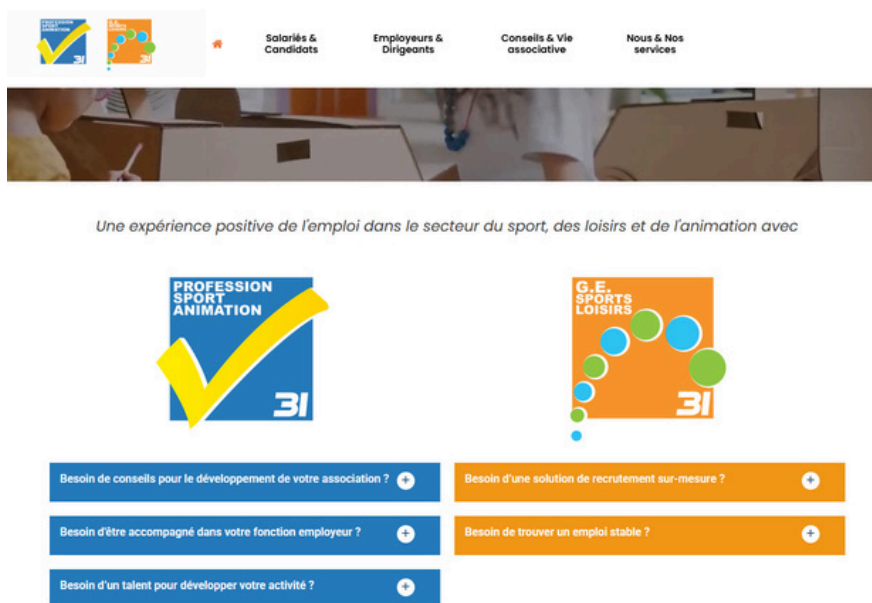 PROFESSION
SPORT
ANIMATION
31
G.E.
SPORTS
LOISIRS
31
Salariés &
Candidats
Employeurs &
Dirigeants
Conseils & Vie
associative
Nous & Nos
services
Une expérience positive de l'emploi dans le secteur du sport, des loisirs et de l'animation avec
PROFESSION
SPORT
ANIMATION
31
G.E.
SPORTS
LOISIRS
31
Besoin de conseils pour le développement de votre association ?
Besoin d'une solution de recrutement sur-mesure ?
Besoin d'être accompagné dans votre fonction employeur ?
Besoin de trouver un emploi stable ?
Besoin d'un talent pour développer votre activité ?